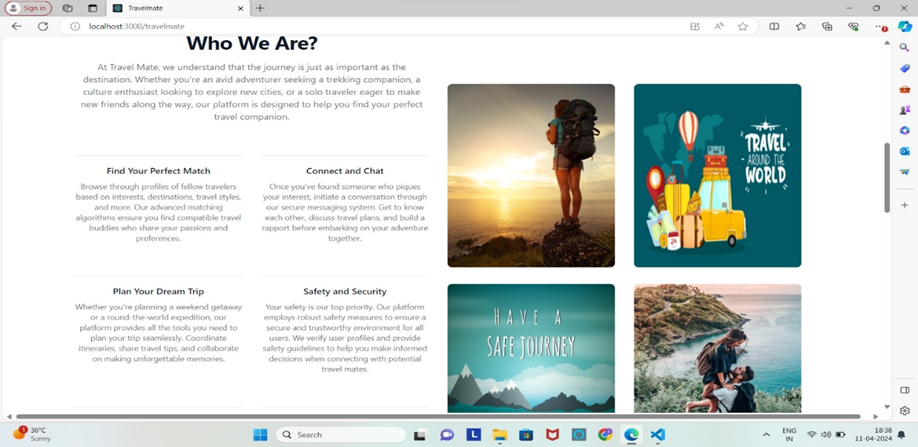 Sign in
Travelmate
localhost:3000/travelmate
Who We Are?
At Travel Mate, we understand that the journey is just as important as the
destination. Whether you're an avid adventurer seeking a trekking companion, a
culture enthusiast looking to explore new cities, or a solo traveler eager to make
new friends along the way, our platform is designed to help you find your perfect
travel companion.
Find Your Perfect Match
Browse through profiles of fellow travelers
based on interests, destinations, travel styles,
and more. Our advanced matching
algorithms ensure you find compatible travel
buddies who share your passions and
preferences.
Connect and Chat
Once you've found someone who piques
your interest, initiate a conversation through
our secure messaging system. Get to know
each other, discuss travel plans, and build a
rapport before embarking on your adventure
together.
Plan Your Dream Trip
Whether you're planning a weekend getaway
or a round-the-world expedition, our
platform provides all the tools you need to
plan your trip seamlessly. Coordinate
itineraries, share travel tips, and collaborate
on making unforgettable memories.
Safety and Security
Your safety is our top priority. Our platform
employs robust safety measures to ensure a
secure and trustworthy environment for all
users. We verify user profiles and provide
safety guidelines to help you make informed
decisions when connecting with potential
travel mates.
TRAVEL
AROUND THE
WORLD
HAVE A
SAFE JOURNEY
1
36°C
Sunny
Search
L
ENG
IN
18:38
11-04-2024